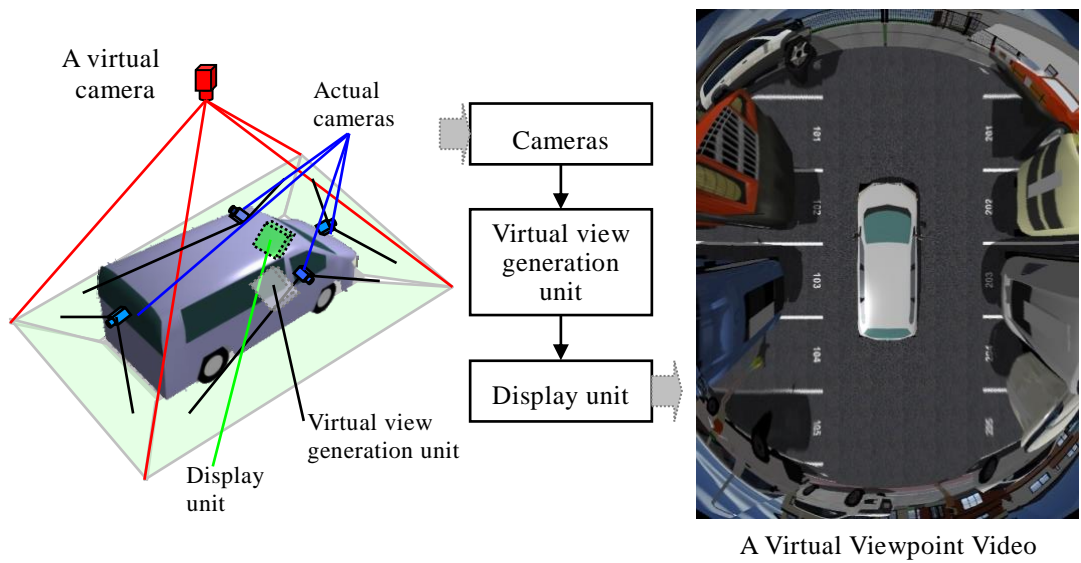 A virtual
camera
Actual
cameras
Virtual view
generation unit
Display
unit
Cameras
Virtual view
generation
unit
Display unit
101
102
103
104
105
201
202
203
A Virtual Viewpoint Video